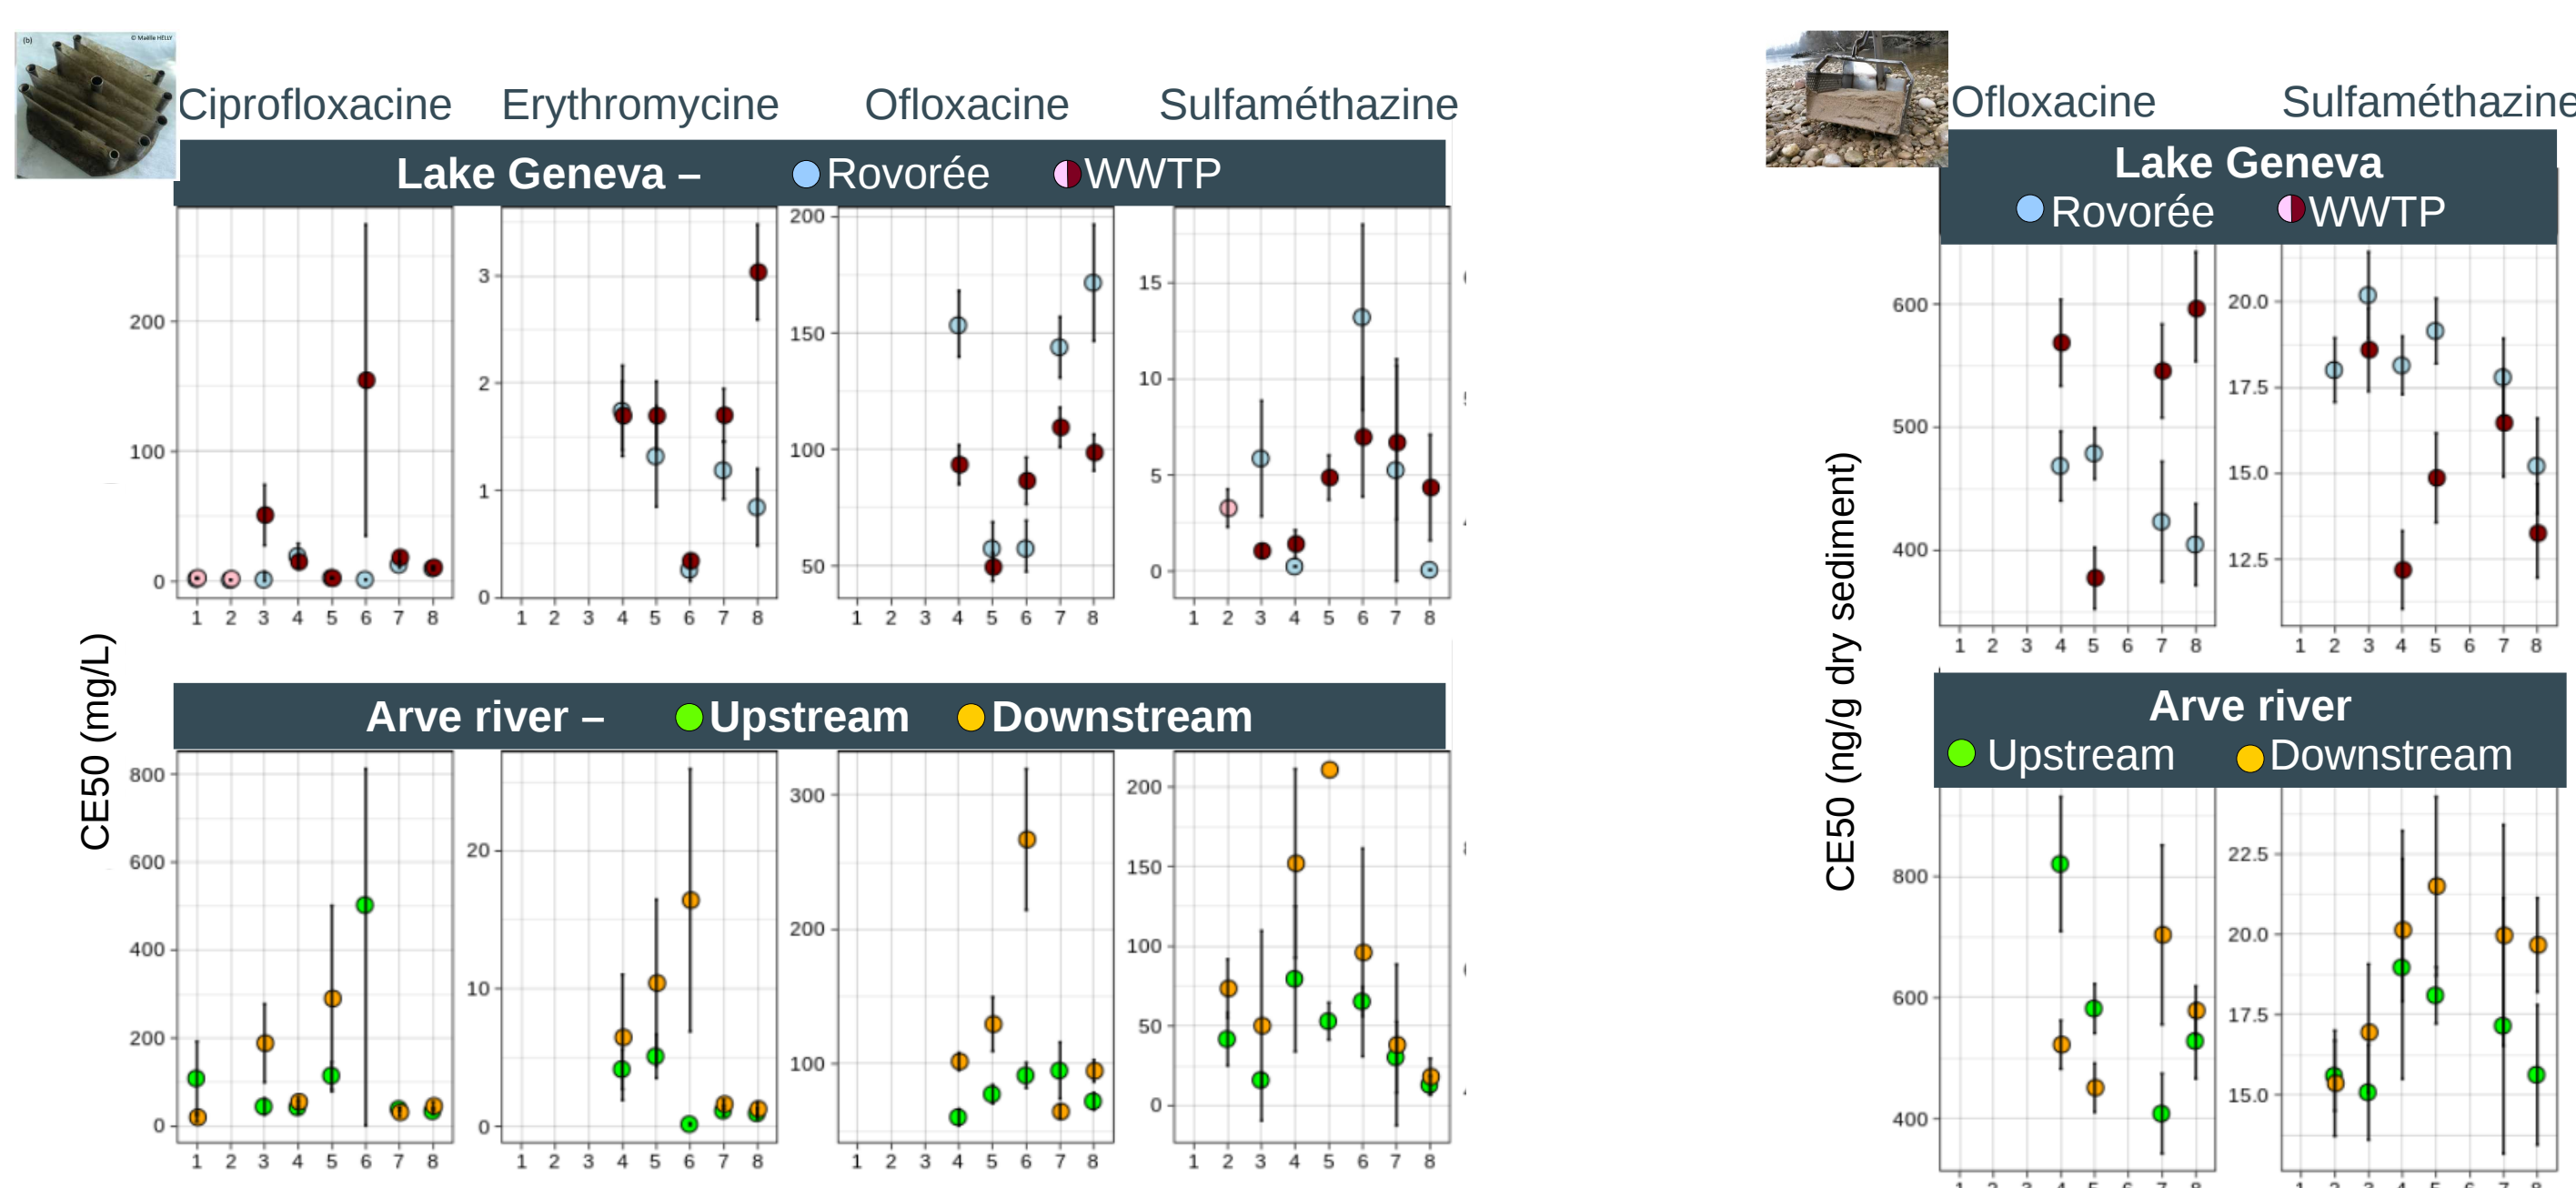 (b) © Maëlle HELLY
Ciprofloxacine Erythromycine Ofloxacine Sulfaméthazine
Lake Geneva – Rovorée WWTP
200
100
0
3
2
1
0
200
150
100
50
15
10
5
0
1 2 3 4 5 6 7 8
1 2 3 4 5 6 7 8
1 2 3 4 5 6 7 8
1 2 3 4 5 6 7 8
CE50 (mg/L)
Arve river – Upstream Downstream
800
600
400
200
0
20
10
0
300
200
100
200
150
100
50
0
1 2 3 4 5 6 7 8
1 2 3 4 5 6 7 8
1 2 3 4 5 6 7 8
1 2 3 4 5 6 7 8
Ofloxacine Sulfaméthazine
Lake Geneva
Rovorée WWTP
600
500
400
20.0
17.5
15.0
12.5
1 2 3 4 5 6 7 8
1 2 3 4 5 6 7 8
CE50 (ng/g dry sediment)
Arve river
Upstream Downstream
800
600
400
22.5
20.0
17.5
15.0